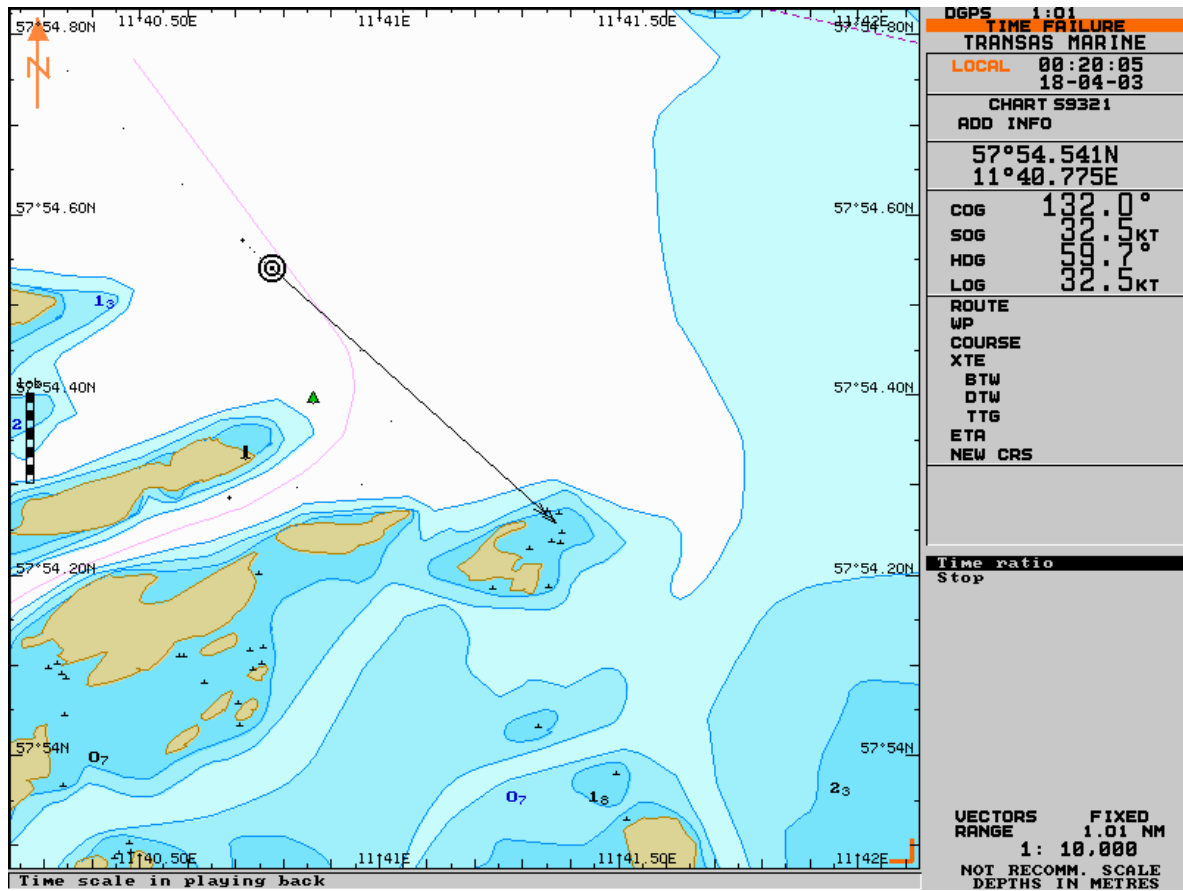 11°40.50E 11°41E 11°41.50E 11°42E
57°54.80N 57°54.80N
N
57°54.60N 57°54.60N
1₃
57°54.40N 57°54.40N
2
57°54.20N 57°54.20N
57°54N 57°54N
0₇
0₇ 1₈ 2₃
11°40.50E 11°41E 11°41.50E 11°42E
Time scale in playing back
DGPS 1:01
TIME FAILURE
TRANSAS MARINE
LOCAL 00:20:05
18-04-03
CHART S9321
ADD INFO
57°54.541N
11°40.775E
COG 132.0°
SOG 32.5KT
HDG 59.7°
LOG 32.5KT
ROUTE
WP
COURSE
XTE
BTW
DTW
TTG
ETA
NEW CRS
Time ratio
Stop
VECTORS FIXED
RANGE 1.01 NM
1: 10,000
NOT RECOMM. SCALE
DEPTHS IN METRES